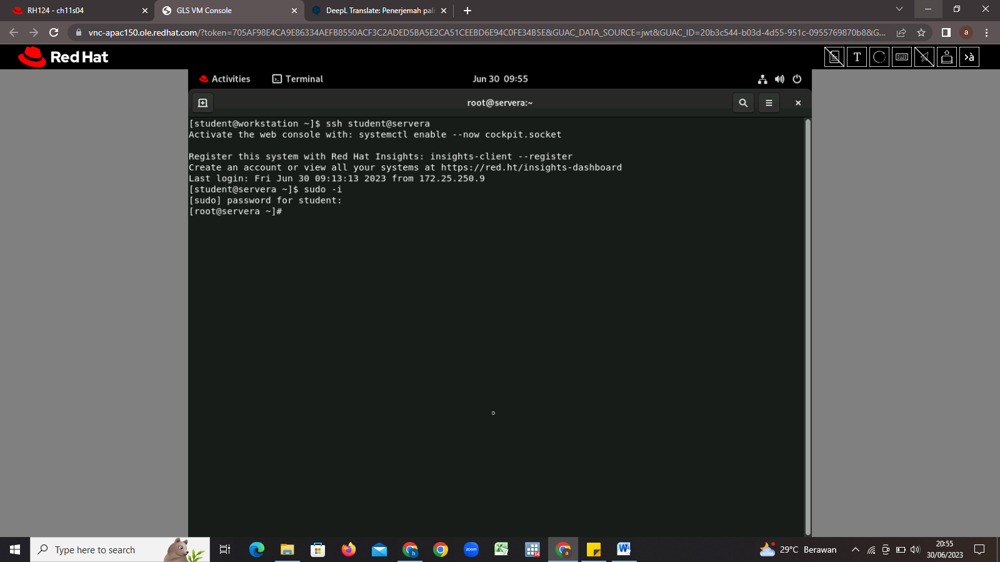 RH124 - ch11s04
GLS VM Console
DeepL Translate: Penerjemah pali
vnc-apac150.ole.redhat.com/?token=705AF98E4CA9E86334AEFB8550ACF3C2ADED5BA5E2CA51CEEBD6E94C0FE34B5E&GUAC_DATA_SOURCE=jwt&GUAC_ID=20b3c544-b03d-4d55-951c-0955769870b8&G...
a
Red Hat
T
>à
Activities
Terminal
Jun 30 09:55
root@servera:~
[student@workstation ~]$ ssh student@servera
Activate the web console with: systemctl enable --now cockpit.socket
Register this system with Red Hat Insights: insights-client --register
Create an account or view all your systems at https://red.ht/insights-dashboard
Last login: Fri Jun 30 09:13:13 2023 from 172.25.250.9
[student@servera ~]$ sudo -i
[sudo] password for student:
[root@servera ~]#
Type here to search
h
zoom
14
a
W
29°C Berawan
20:55
30/06/2023